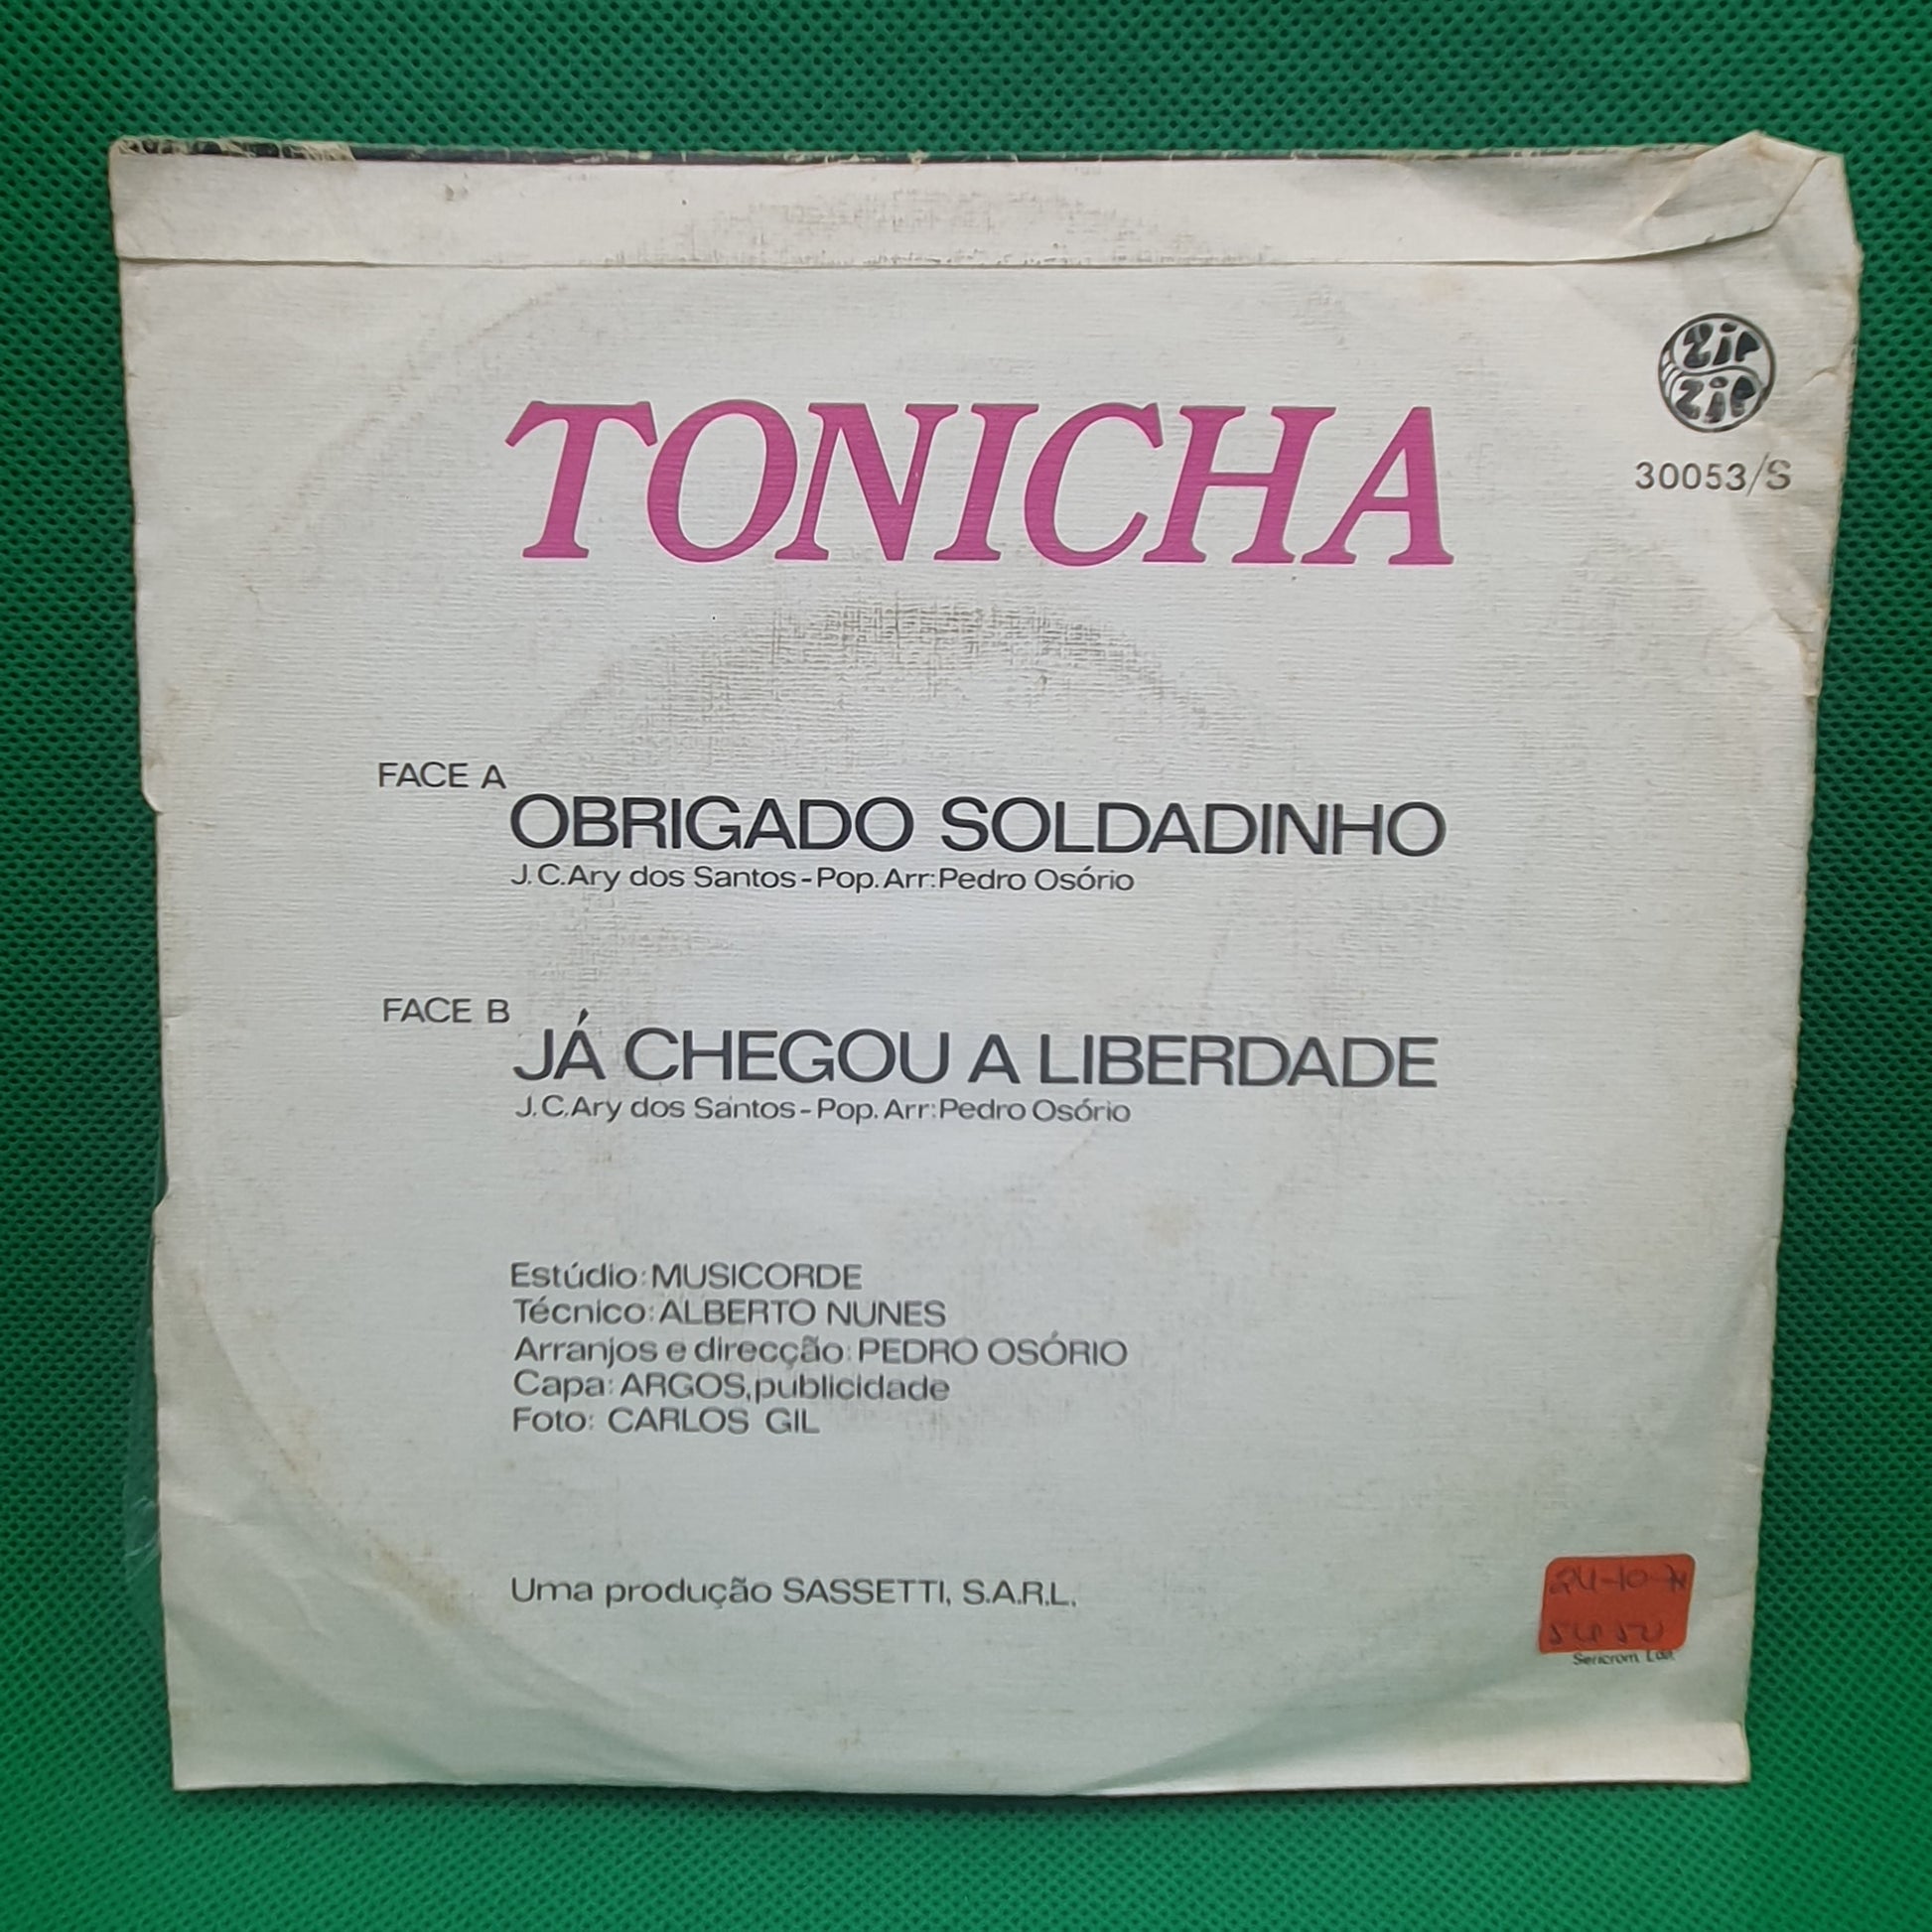 Zip
Zip
30053/S
TONICHA
FACE A
OBRIGADO SOLDADINHO
J.C.Ary dos Santos-Pop.Arr:Pedro Osório
FACE B
JÁ CHEGOU A LIBERDADE
J.C.Ary dos Santos-Pop.Arr:Pedro Osório
Estúdio:MUSICORDE
Técnico:ALBERTO NUNES
Arranjos e direcção:PEDRO OSÓRIO
Capa:ARGOS,publicidade
Foto: CARLOS GIL
Uma produção SASSETTI, S.A.R.L.
Sericrom Lda.